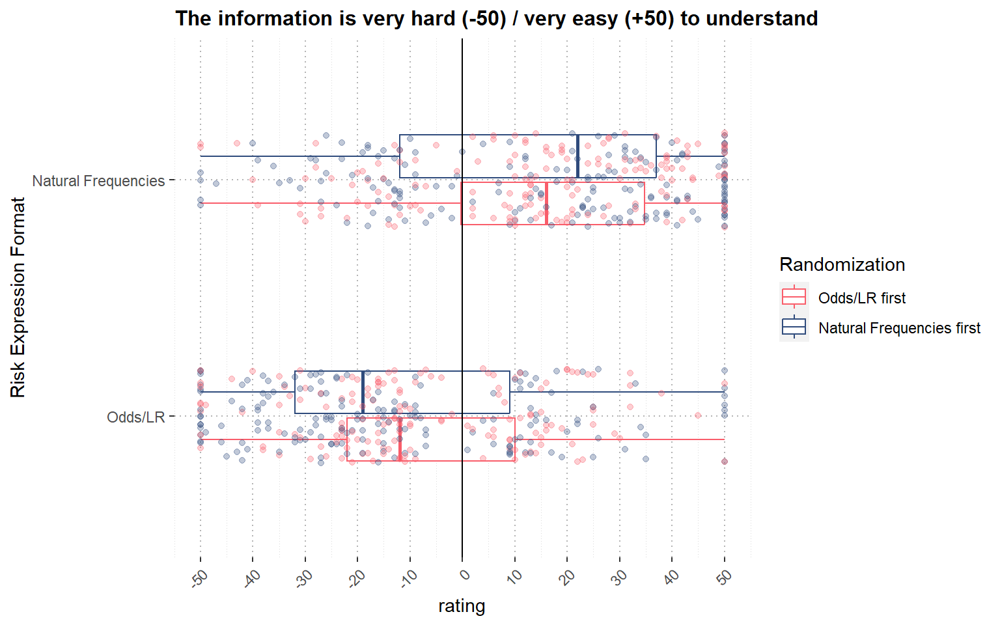 The information is very hard (-50) / very easy (+50) to understand
Risk Expression Format
Natural Frequencies
Odds/LR
-50
-40
-30
-20
-10
0
10
20
30
40
50
rating
Randomization
Odds/LR first
Natural Frequencies first